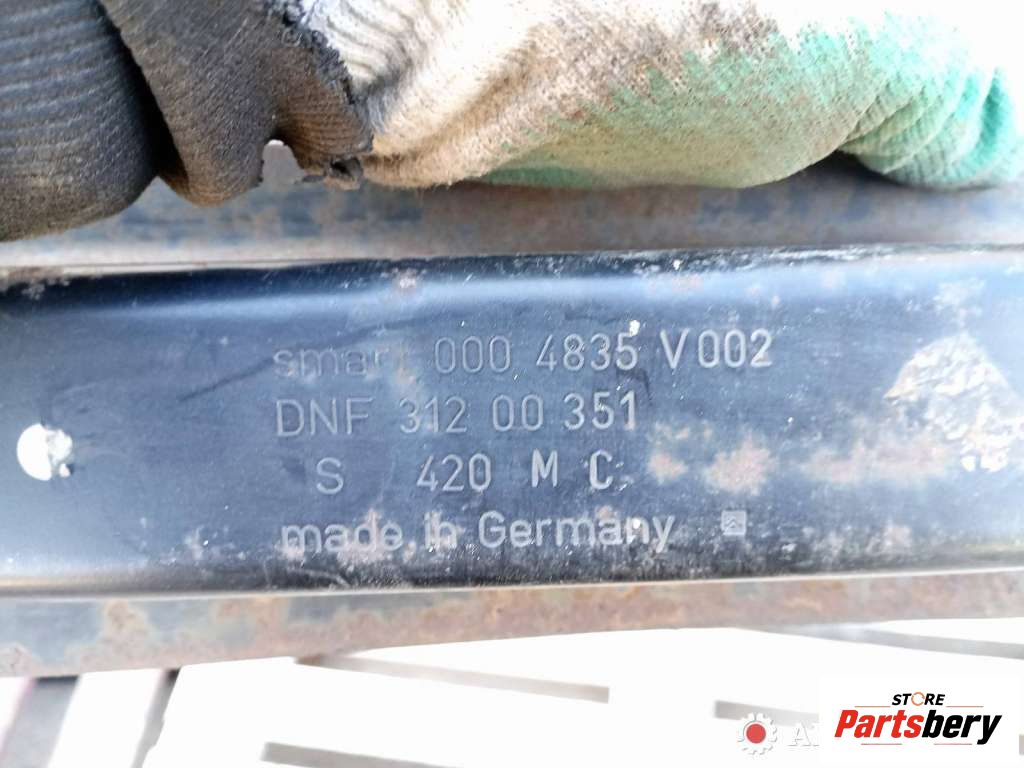 smart 000 4835 V002
DNF 312 00 351
S 420 M C
made in Germany
STORE
Partsbery